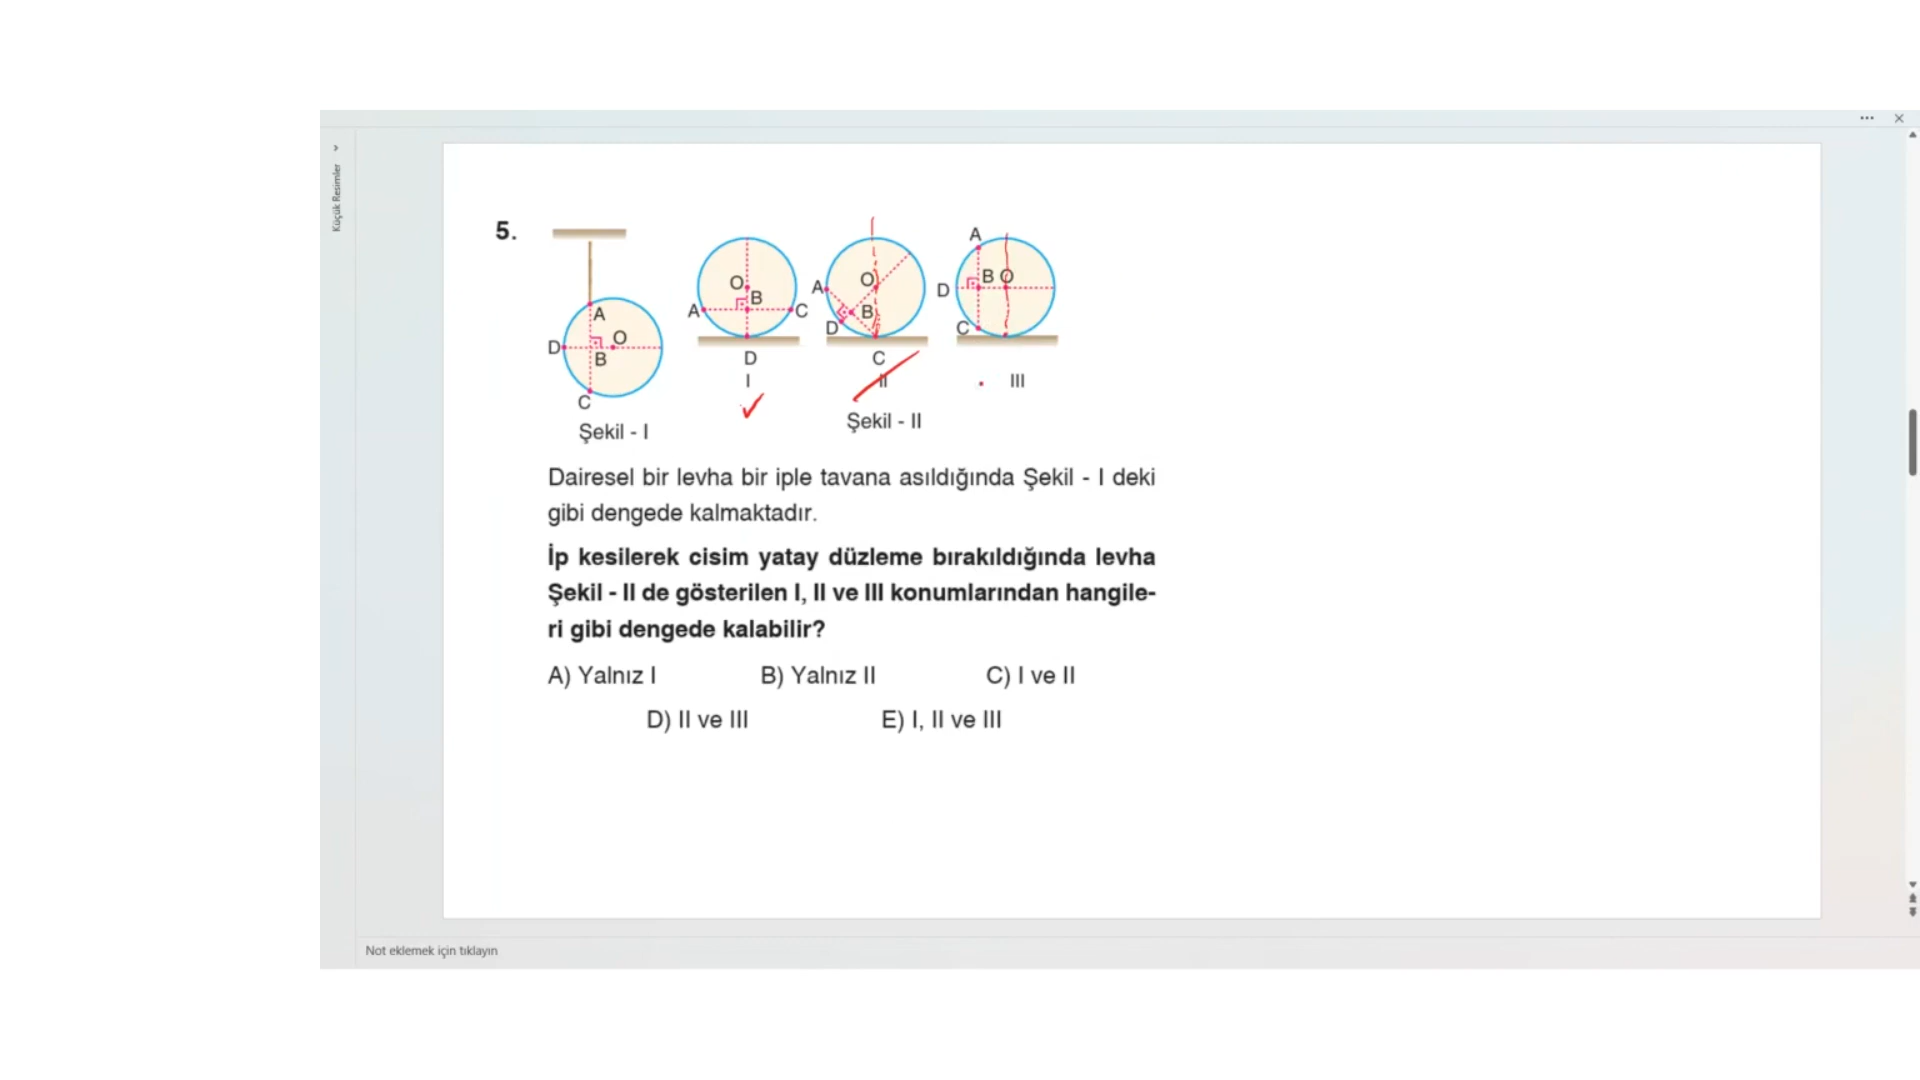 Küçük Resimler
5.
A
O
D
B
C
Şekil - I
O
B
A
C
D
I
A
O
B
D
C
II
Şekil - II
A
B O
D
C
III
Dairesel bir levha bir iple tavana asıldığında Şekil - I deki
gibi dengede kalmaktadır.
İp kesilerek cisim yatay düzleme bırakıldığında levha
Şekil - II de gösterilen I, II ve III konumlarından hangile-
ri gibi dengede kalabilir?
A) Yalnız I B) Yalnız II C) I ve II
D) II ve III E) I, II ve III
Not eklemek için tıklayın